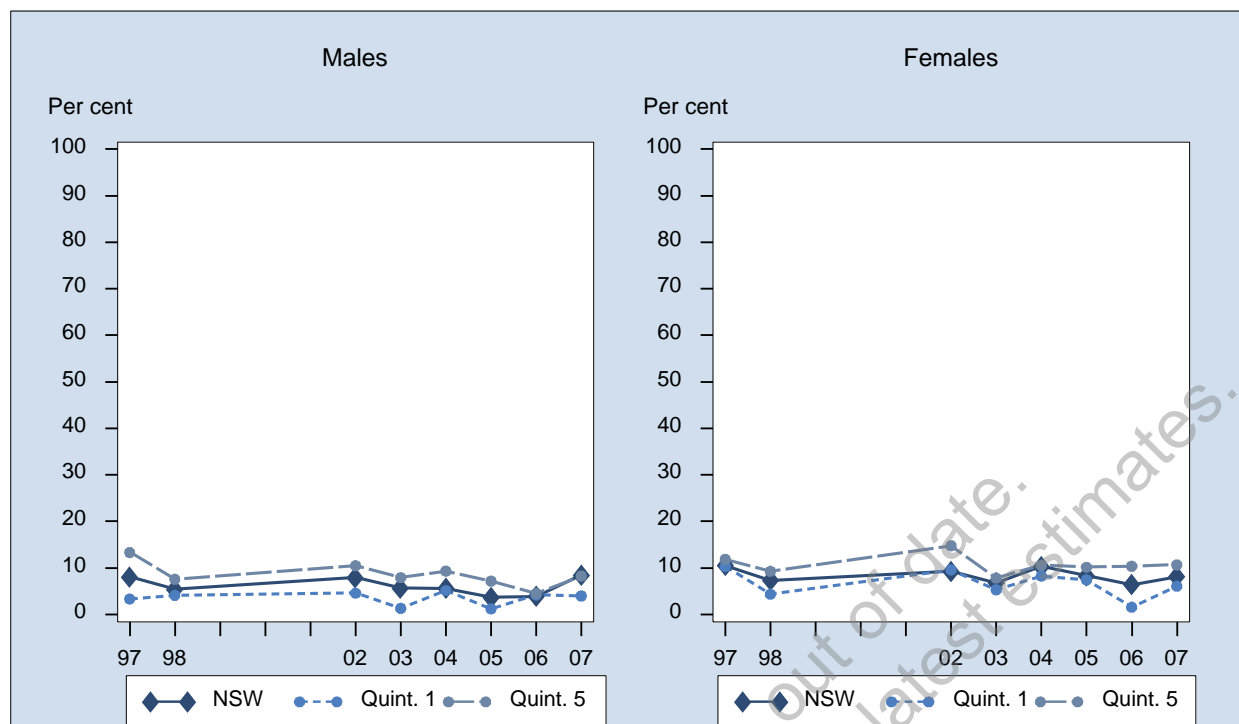 Males
Per cent
100
90
80
70
60
50
40
30
20
10
0
97 98 02 03 04 05 06 07
NSW Quint. 1 Quint. 5
Females
Per cent
100
90
80
70
60
50
40
30
20
10
0
97 98 02 03 04 05 06 07
NSW Quint. 1 Quint. 5
out of date.
latest estimates.